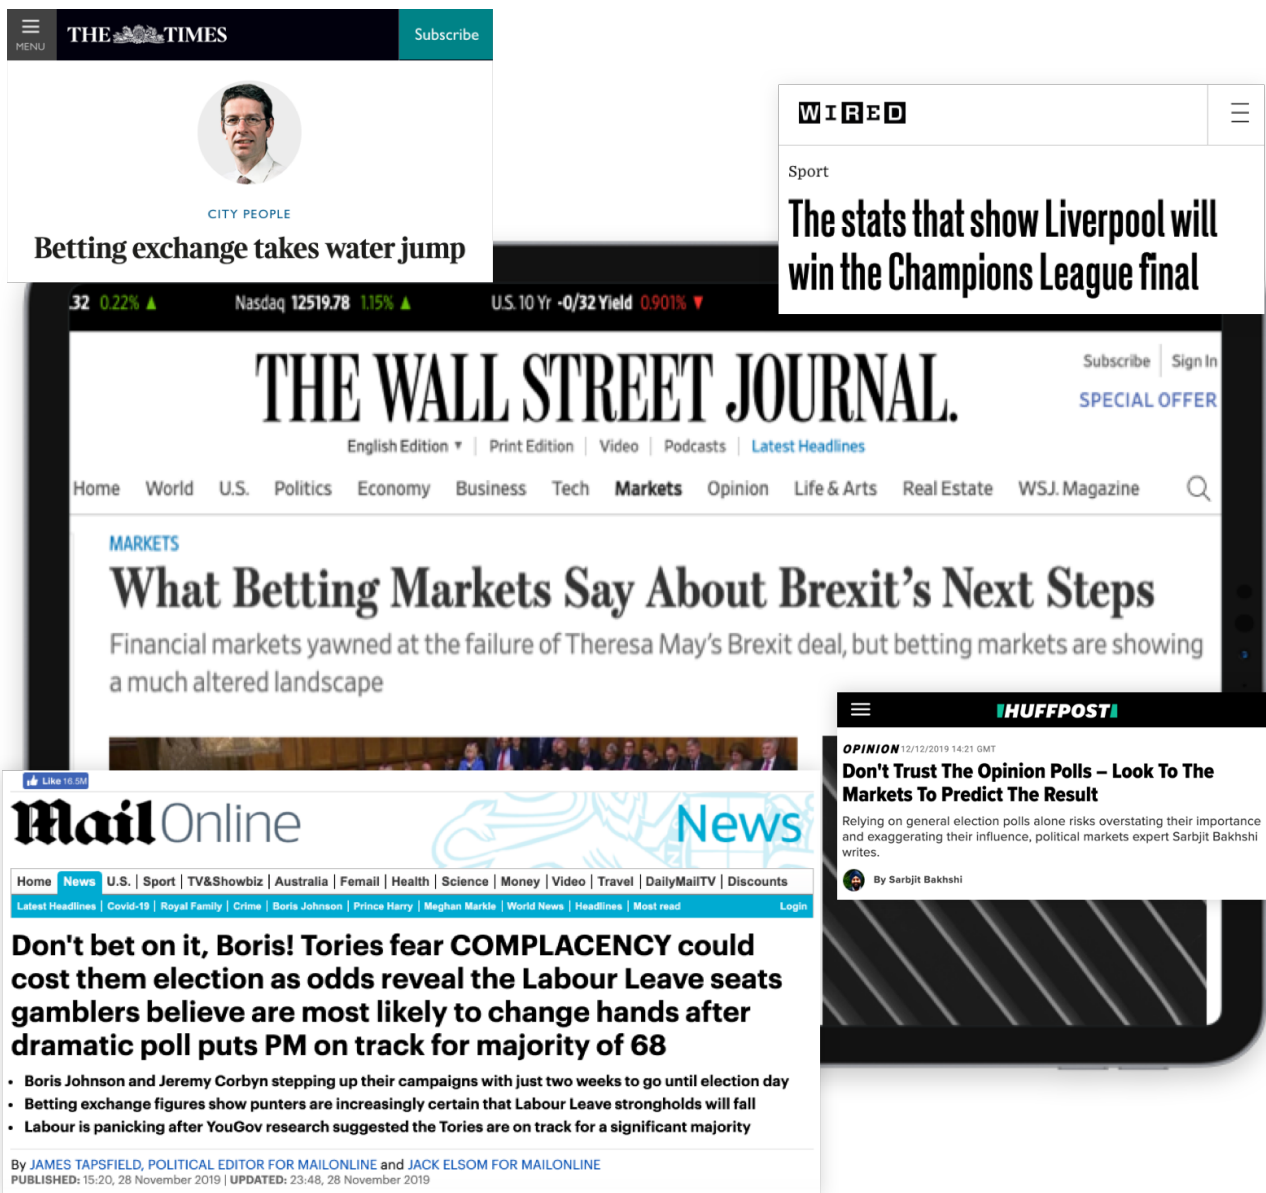 MENU
THE TIMES
Subscribe
CITY PEOPLE
Betting exchange takes water jump
WIRED
Sport
The stats that show Liverpool will
win the Champions League final
.32 0.22% ▲ Nasdaq 12519.78 1.15% ▲ U.S. 10 Yr -0/32 Yield 0.901% ▼
THE WALL STREET JOURNAL.
Subscribe | Sign In
SPECIAL OFFER
English Edition ▼ | Print Edition | Video | Podcasts | Latest Headlines
Home World U.S. Politics Economy Business Tech Markets Opinion Life & Arts Real Estate WSJ. Magazine
MARKETS
What Betting Markets Say About Brexit's Next Steps
Financial markets yawned at the failure of Theresa May's Brexit deal, but betting markets are showing
a much altered landscape
HUFFPOST
OPINION 12/12/2019 14:21 GMT
Don't Trust The Opinion Polls – Look To The
Markets To Predict The Result
Relying on general election polls alone risks overstating their importance
and exaggerating their influence, political markets expert Sarbjit Bakhshi
writes.
By Sarbjit Bakhshi
Like 16.5M
Mail Online
News
Home News U.S. | Sport | TV&Showbiz | Australia | Femail | Health | Science | Money | Video | Travel | DailyMailTV | Discounts
Latest Headlines | Covid-19 | Royal Family | Crime | Boris Johnson | Prince Harry | Meghan Markle | World News | Headlines | Most read Login
Don't bet on it, Boris! Tories fear COMPLACENCY could
cost them election as odds reveal the Labour Leave seats
gamblers believe are most likely to change hands after
dramatic poll puts PM on track for majority of 68
• Boris Johnson and Jeremy Corbyn stepping up their campaigns with just two weeks to go until election day
• Betting exchange figures show punters are increasingly certain that Labour Leave strongholds will fall
• Labour is panicking after YouGov research suggested the Tories are on track for a significant majority
By JAMES TAPSFIELD, POLITICAL EDITOR FOR MAILONLINE and JACK ELSOM FOR MAILONLINE
PUBLISHED: 15:20, 28 November 2019 | UPDATED: 23:48, 28 November 2019